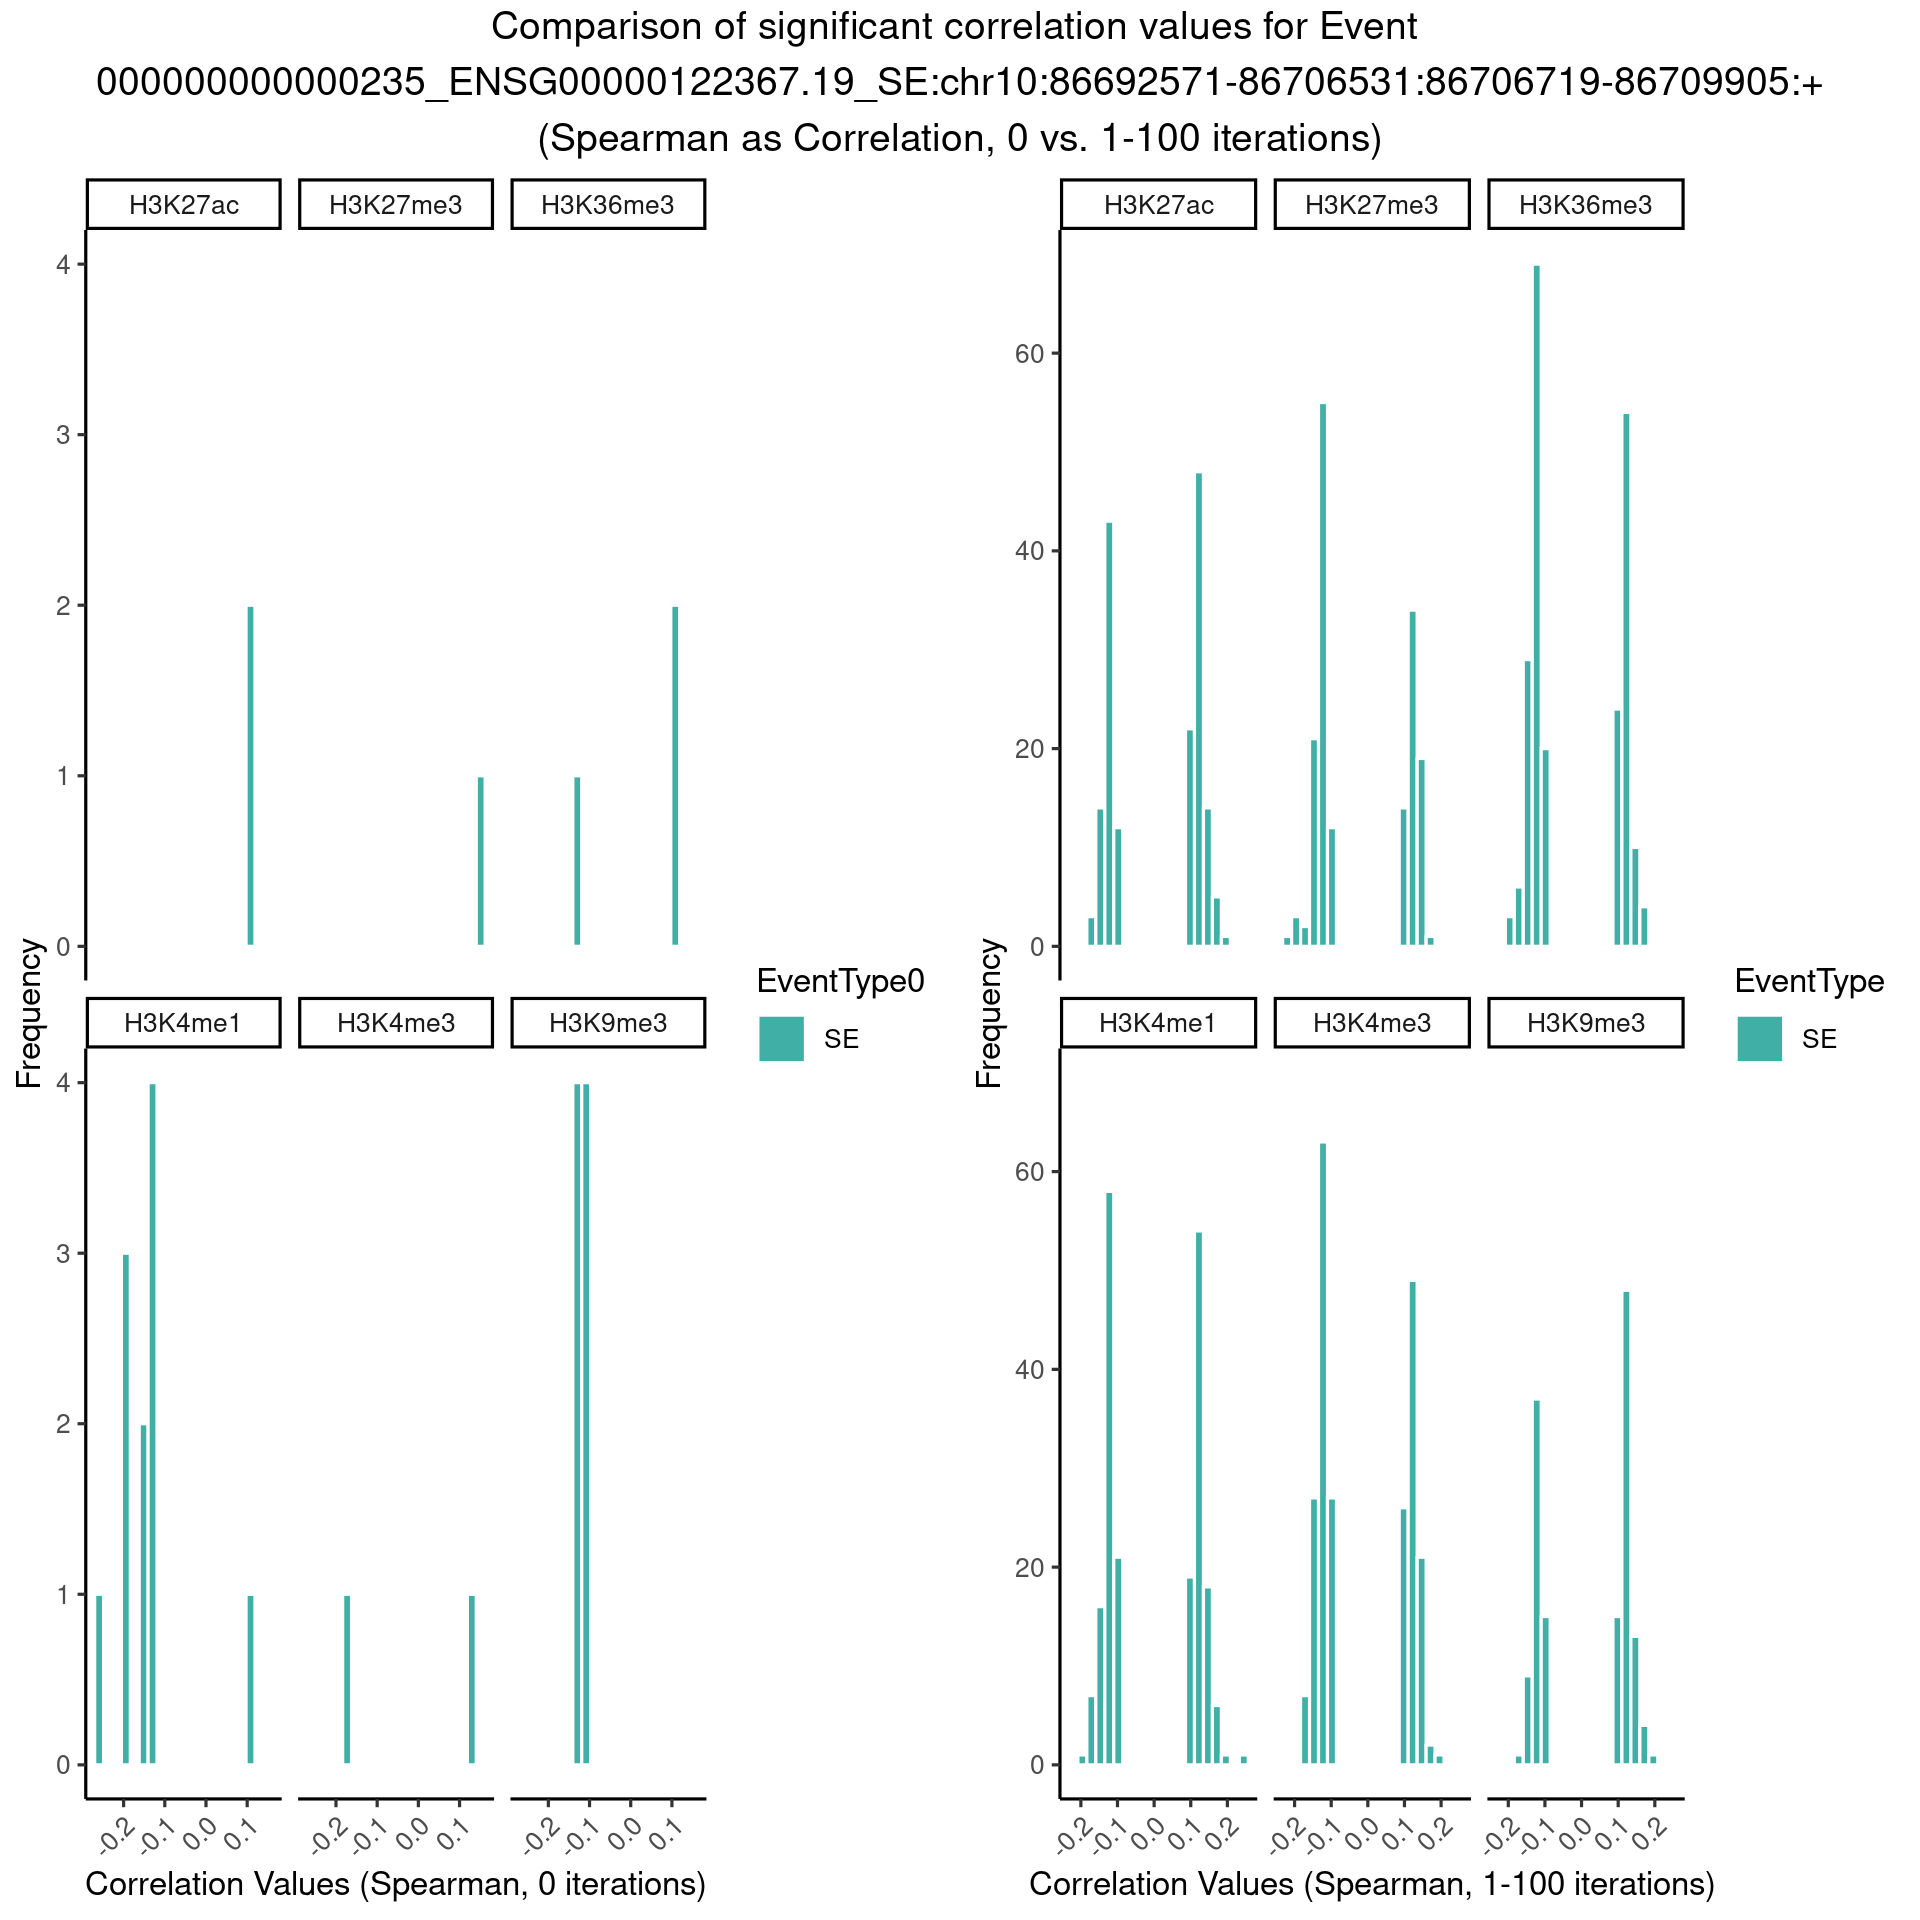 Comparison of significant correlation values for Event
000000000000235_ENSG00000122367.19_SE:chr10:86692571-86706531:86706719-86709905:+
(Spearman as Correlation, 0 vs. 1-100 iterations)
H3K27ac H3K27me3 H3K36me3
4
3
2
1
0
H3K4me1 H3K4me3 H3K9me3
4
3
2
1
0
-0.2 -0.1 0.0 0.1 -0.2 -0.1 0.0 0.1 -0.2 -0.1 0.0 0.1
Frequency
Correlation Values (Spearman, 0 iterations)
EventType0
SE
H3K27ac H3K27me3 H3K36me3
60
40
20
0
H3K4me1 H3K4me3 H3K9me3
60
40
20
0
-0.2 -0.1 0.0 0.1 0.2 -0.2 -0.1 0.0 0.1 0.2 -0.2 -0.1 0.0 0.1 0.2
Frequency
Correlation Values (Spearman, 1-100 iterations)
EventType
SE